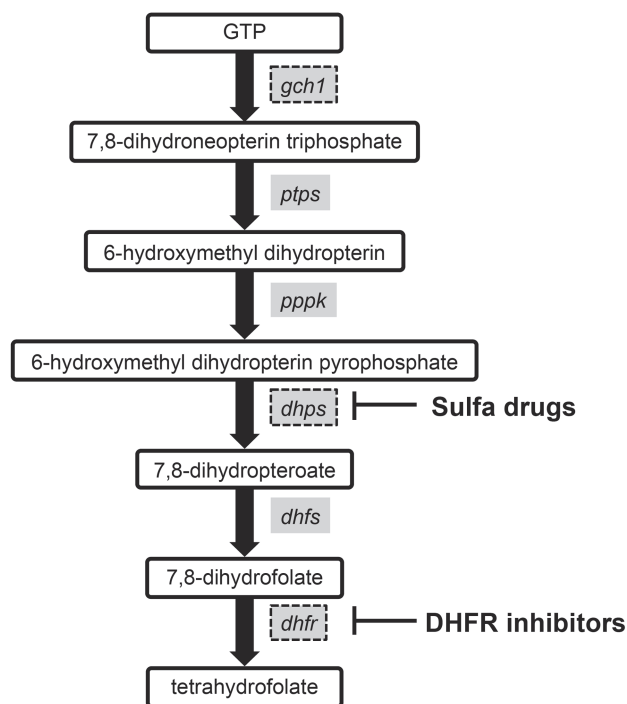 GTP
gch1
7,8-dihydroneopterin triphosphate
ptps
6-hydroxymethyl dihydropterin
pppk
6-hydroxymethyl dihydropterin pyrophosphate
dhps
Sulfa drugs
7,8-dihydropteroate
dhfs
7,8-dihydrofolate
dhfr
DHFR inhibitors
tetrahydrofolate